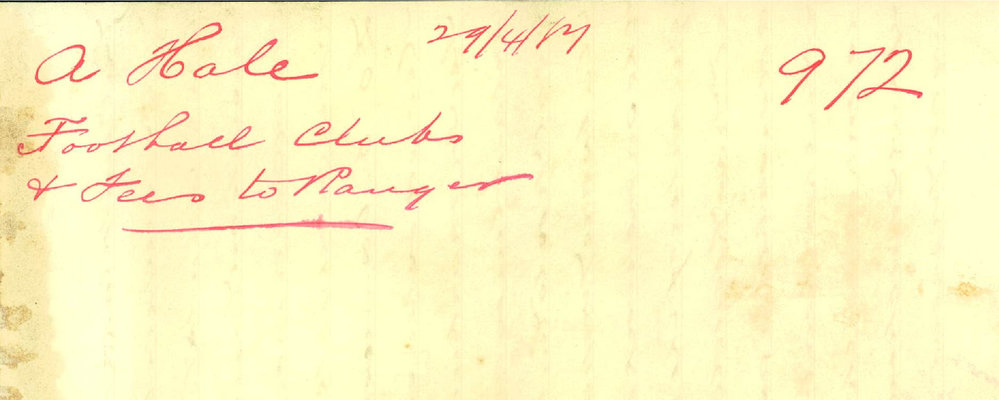 A Hale 29/4/17 972
Football Clubs
& Fees to Ranger